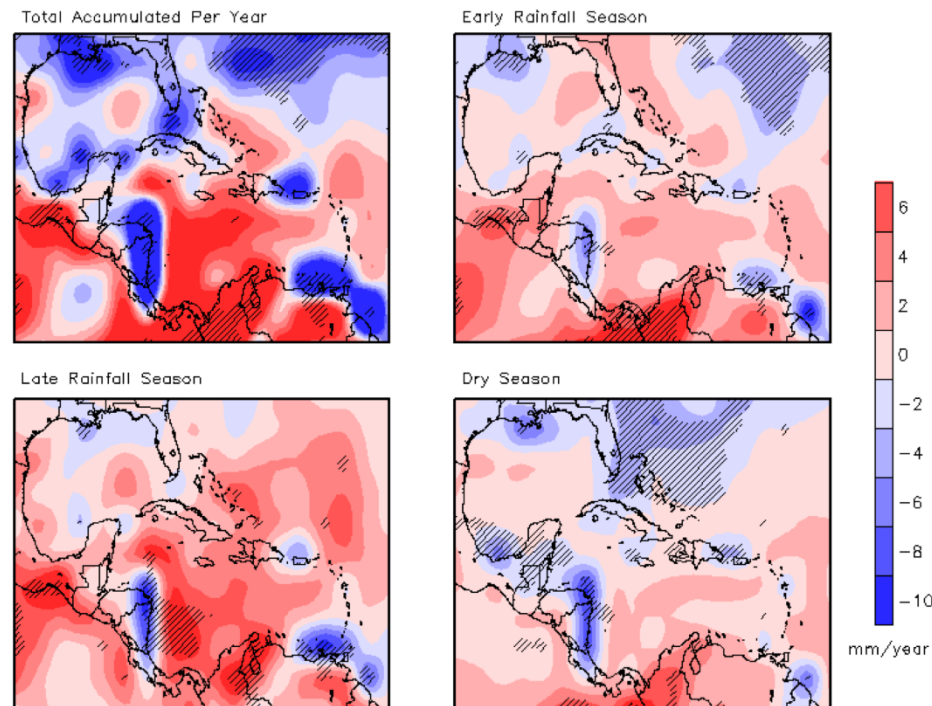 Total Accumulated Per Year
Early Rainfall Season
6
4
2
0
−2
−4
−6
−8
−10
mm/year
Late Rainfall Season
Dry Season